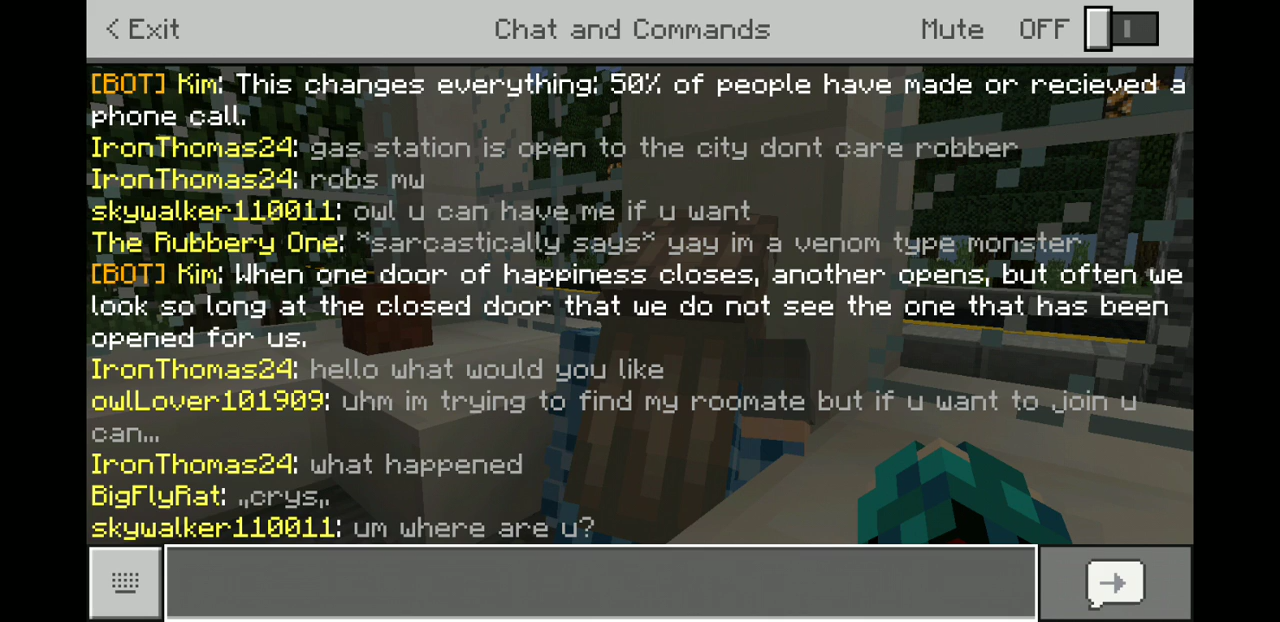 < Exit
Chat and Commands
Mute OFF
[BOT] Kim: This changes everything: 50% of people have made or recieved a
phone call.
IronThomas24: gas station is open to the city dont care robber
IronThomas24: robs mw
skywalker110011: owl u can have me if u want
The Rubbery One: *sarcastically says* yay im a venom type monster
[BOT] Kim: When one door of happiness closes, another opens, but often we
look so long at the closed door that we do not see the one that has been
opened for us.
IronThomas24: hello what would you like
owlLover101909: uhm im trying to find my roomate but if u want to join u
can...
IronThomas24: what happened
BigFlyRat: ,,crys,,
skywalker110011: um where are u?